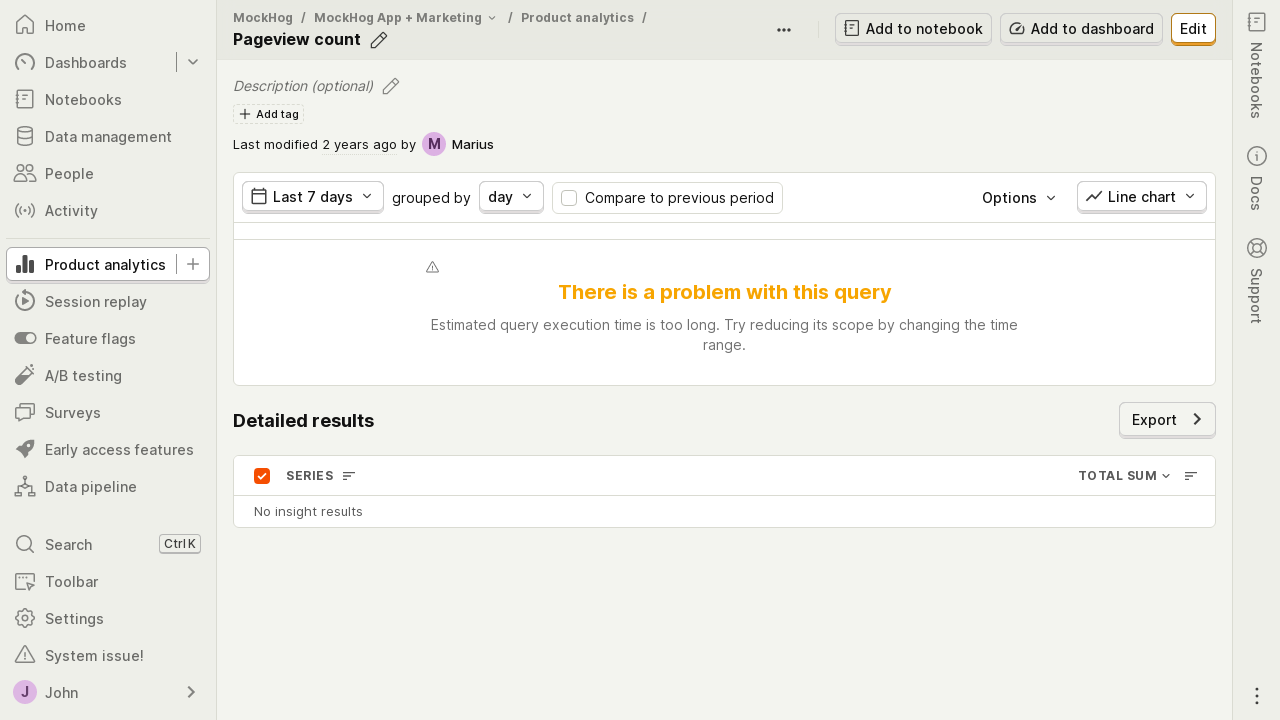 Home
Dashboards
Notebooks
Data management
People
Activity
Product analytics
Session replay
Feature flags
A/B testing
Surveys
Early access features
Data pipeline
Search Ctrl K
Toolbar
Settings
System issue!
J John
MockHog / MockHog App + Marketing / Product analytics /
Pageview count
Add to notebook
Add to dashboard
Edit
Description (optional)
Add tag
Last modified 2 years ago by M Marius
Last 7 days grouped by day Compare to previous period Options Line chart
There is a problem with this query
Estimated query execution time is too long. Try reducing its scope by changing the time
range.
Detailed results
Export
SERIES TOTAL SUM
No insight results
Notebooks
Docs
Support